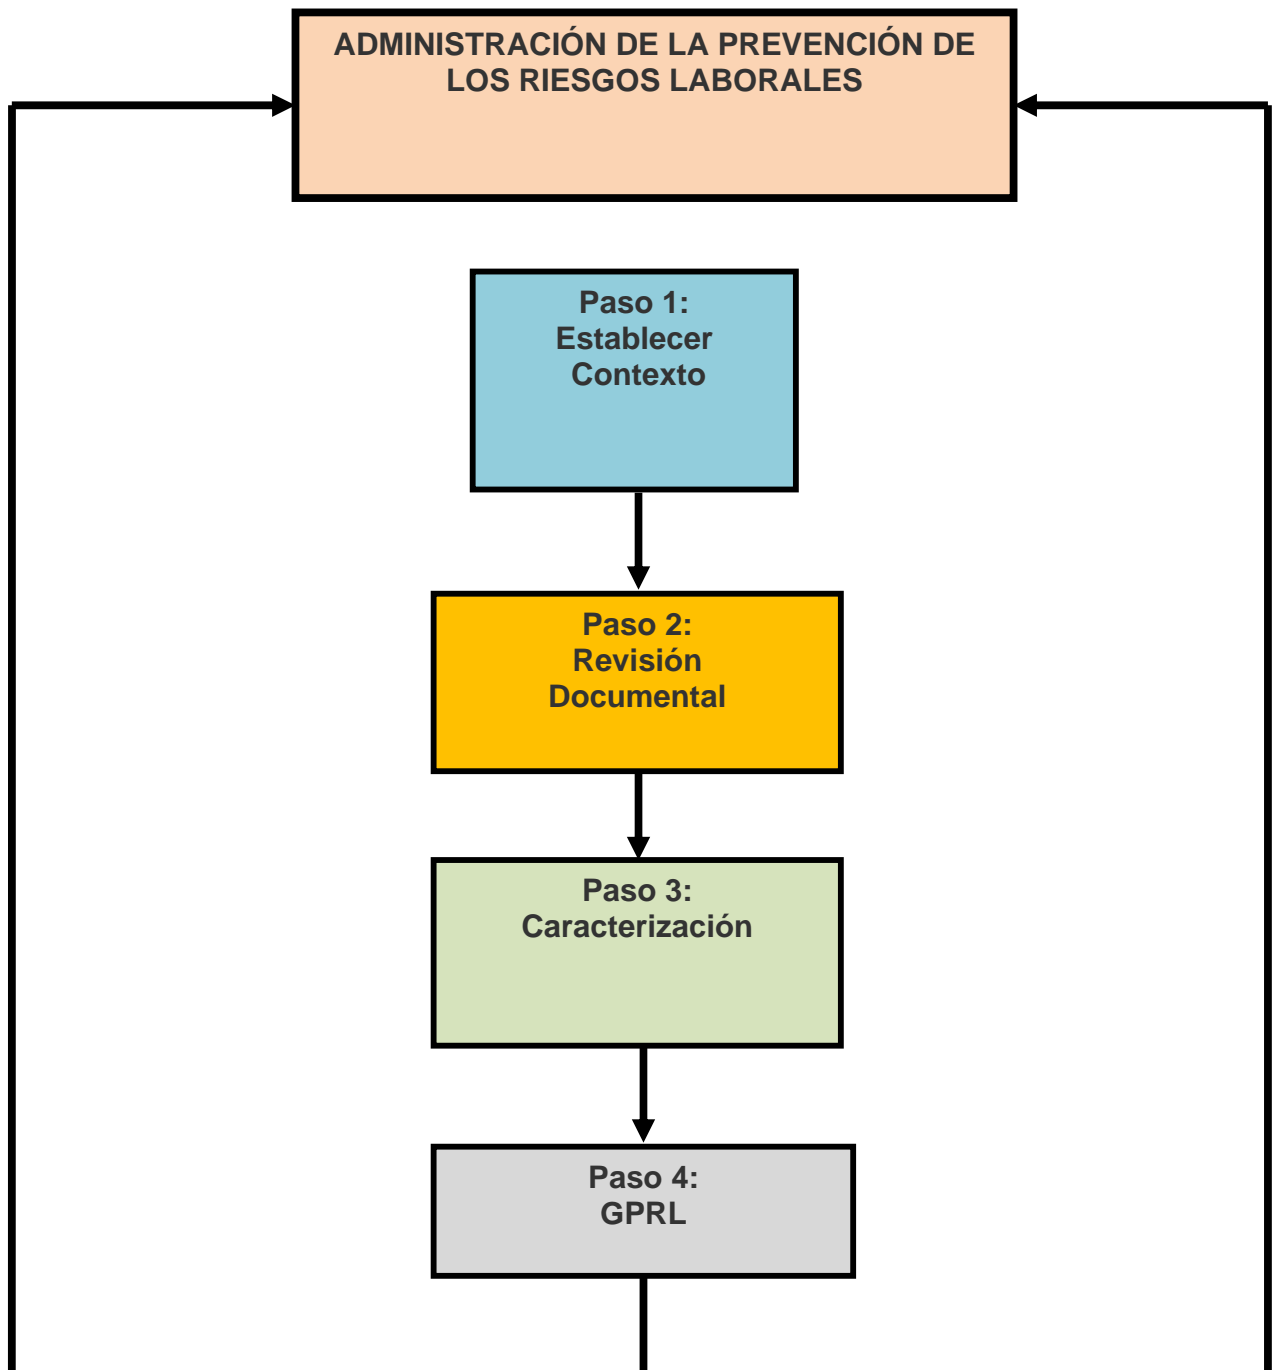 ADMINISTRACIÓN DE LA PREVENCIÓN DE
LOS RIESGOS LABORALES
Paso 1:
Establecer
Contexto
Paso 2:
Revisión
Documental
Paso 3:
Caracterización
Paso 4:
GPRL